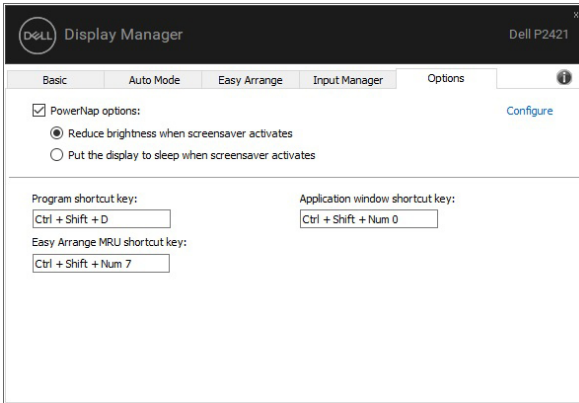 DELL Display Manager Dell P2421
Basic Auto Mode Easy Arrange Input Manager Options
PowerNap options: Configure
Reduce brightness when screensaver activates
Put the display to sleep when screensaver activates
Program shortcut key: Application window shortcut key:
Ctrl + Shift + D Ctrl + Shift + Num 0
Easy Arrange MRU shortcut key:
Ctrl + Shift + Num 7